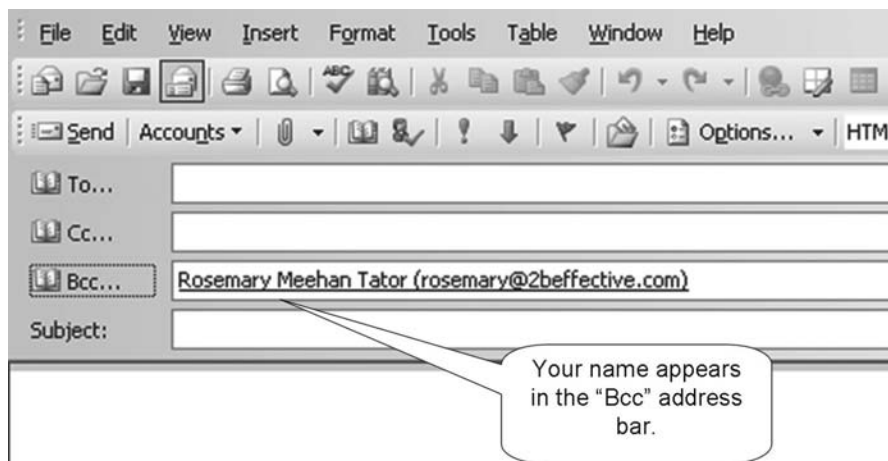 File Edit View Insert Format Tools Table Window Help
ABC
Send Accounts Options... HTM
To...
Cc...
Bcc... Rosemary Meehan Tator (rosemary@2beffective.com)
Subject:
Your name appears
in the “Bcc” address
bar.